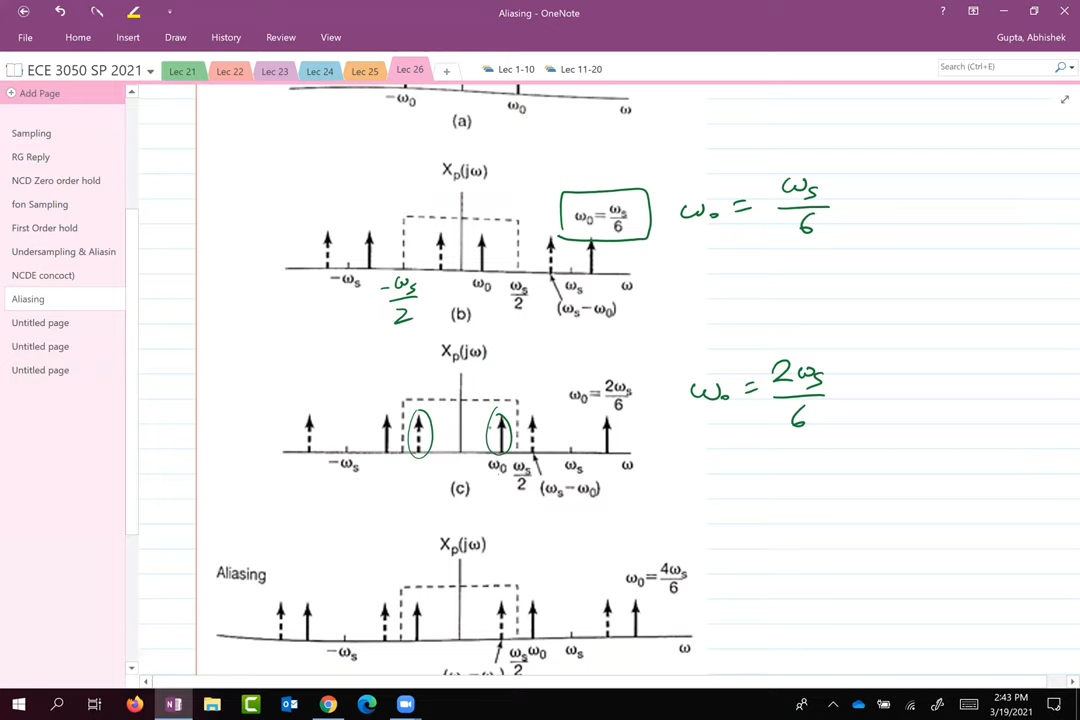 Aliasing - OneNote
?
File Home Insert Draw History Review View
Gupta, Abhishek
ECE 3050 SP 2021
Lec 21 Lec 22 Lec 23 Lec 24 Lec 25 Lec 26 + Lec 1-10 Lec 11-20
Search (Ctrl+E)
Add Page
Sampling
RG Reply
NCD Zero order hold
fon Sampling
First Order hold
Undersampling & Aliasin
NCDE concoct)
Aliasing
Untitled page
Untitled page
Untitled page
-ω₀ ω₀ ω
(a)
Xp(jω)
ω₀ = ωs/6
ω₀ = ωs/6
-ωs -ωs/2 ω₀ ωs/2 ωs ω
(b) (ωs-ω₀)
Xp(jω)
ω₀ = 2ωs/6
ω₀ = 2ωs/6
-ωs ω₀ ωs/2 ωs ω
(c) (ωs-ω₀)
Xp(jω)
Aliasing
ω₀ = 4ωs/6
-ωs ωs/2 ω₀ ωs ω
2:43 PM
3/19/2021